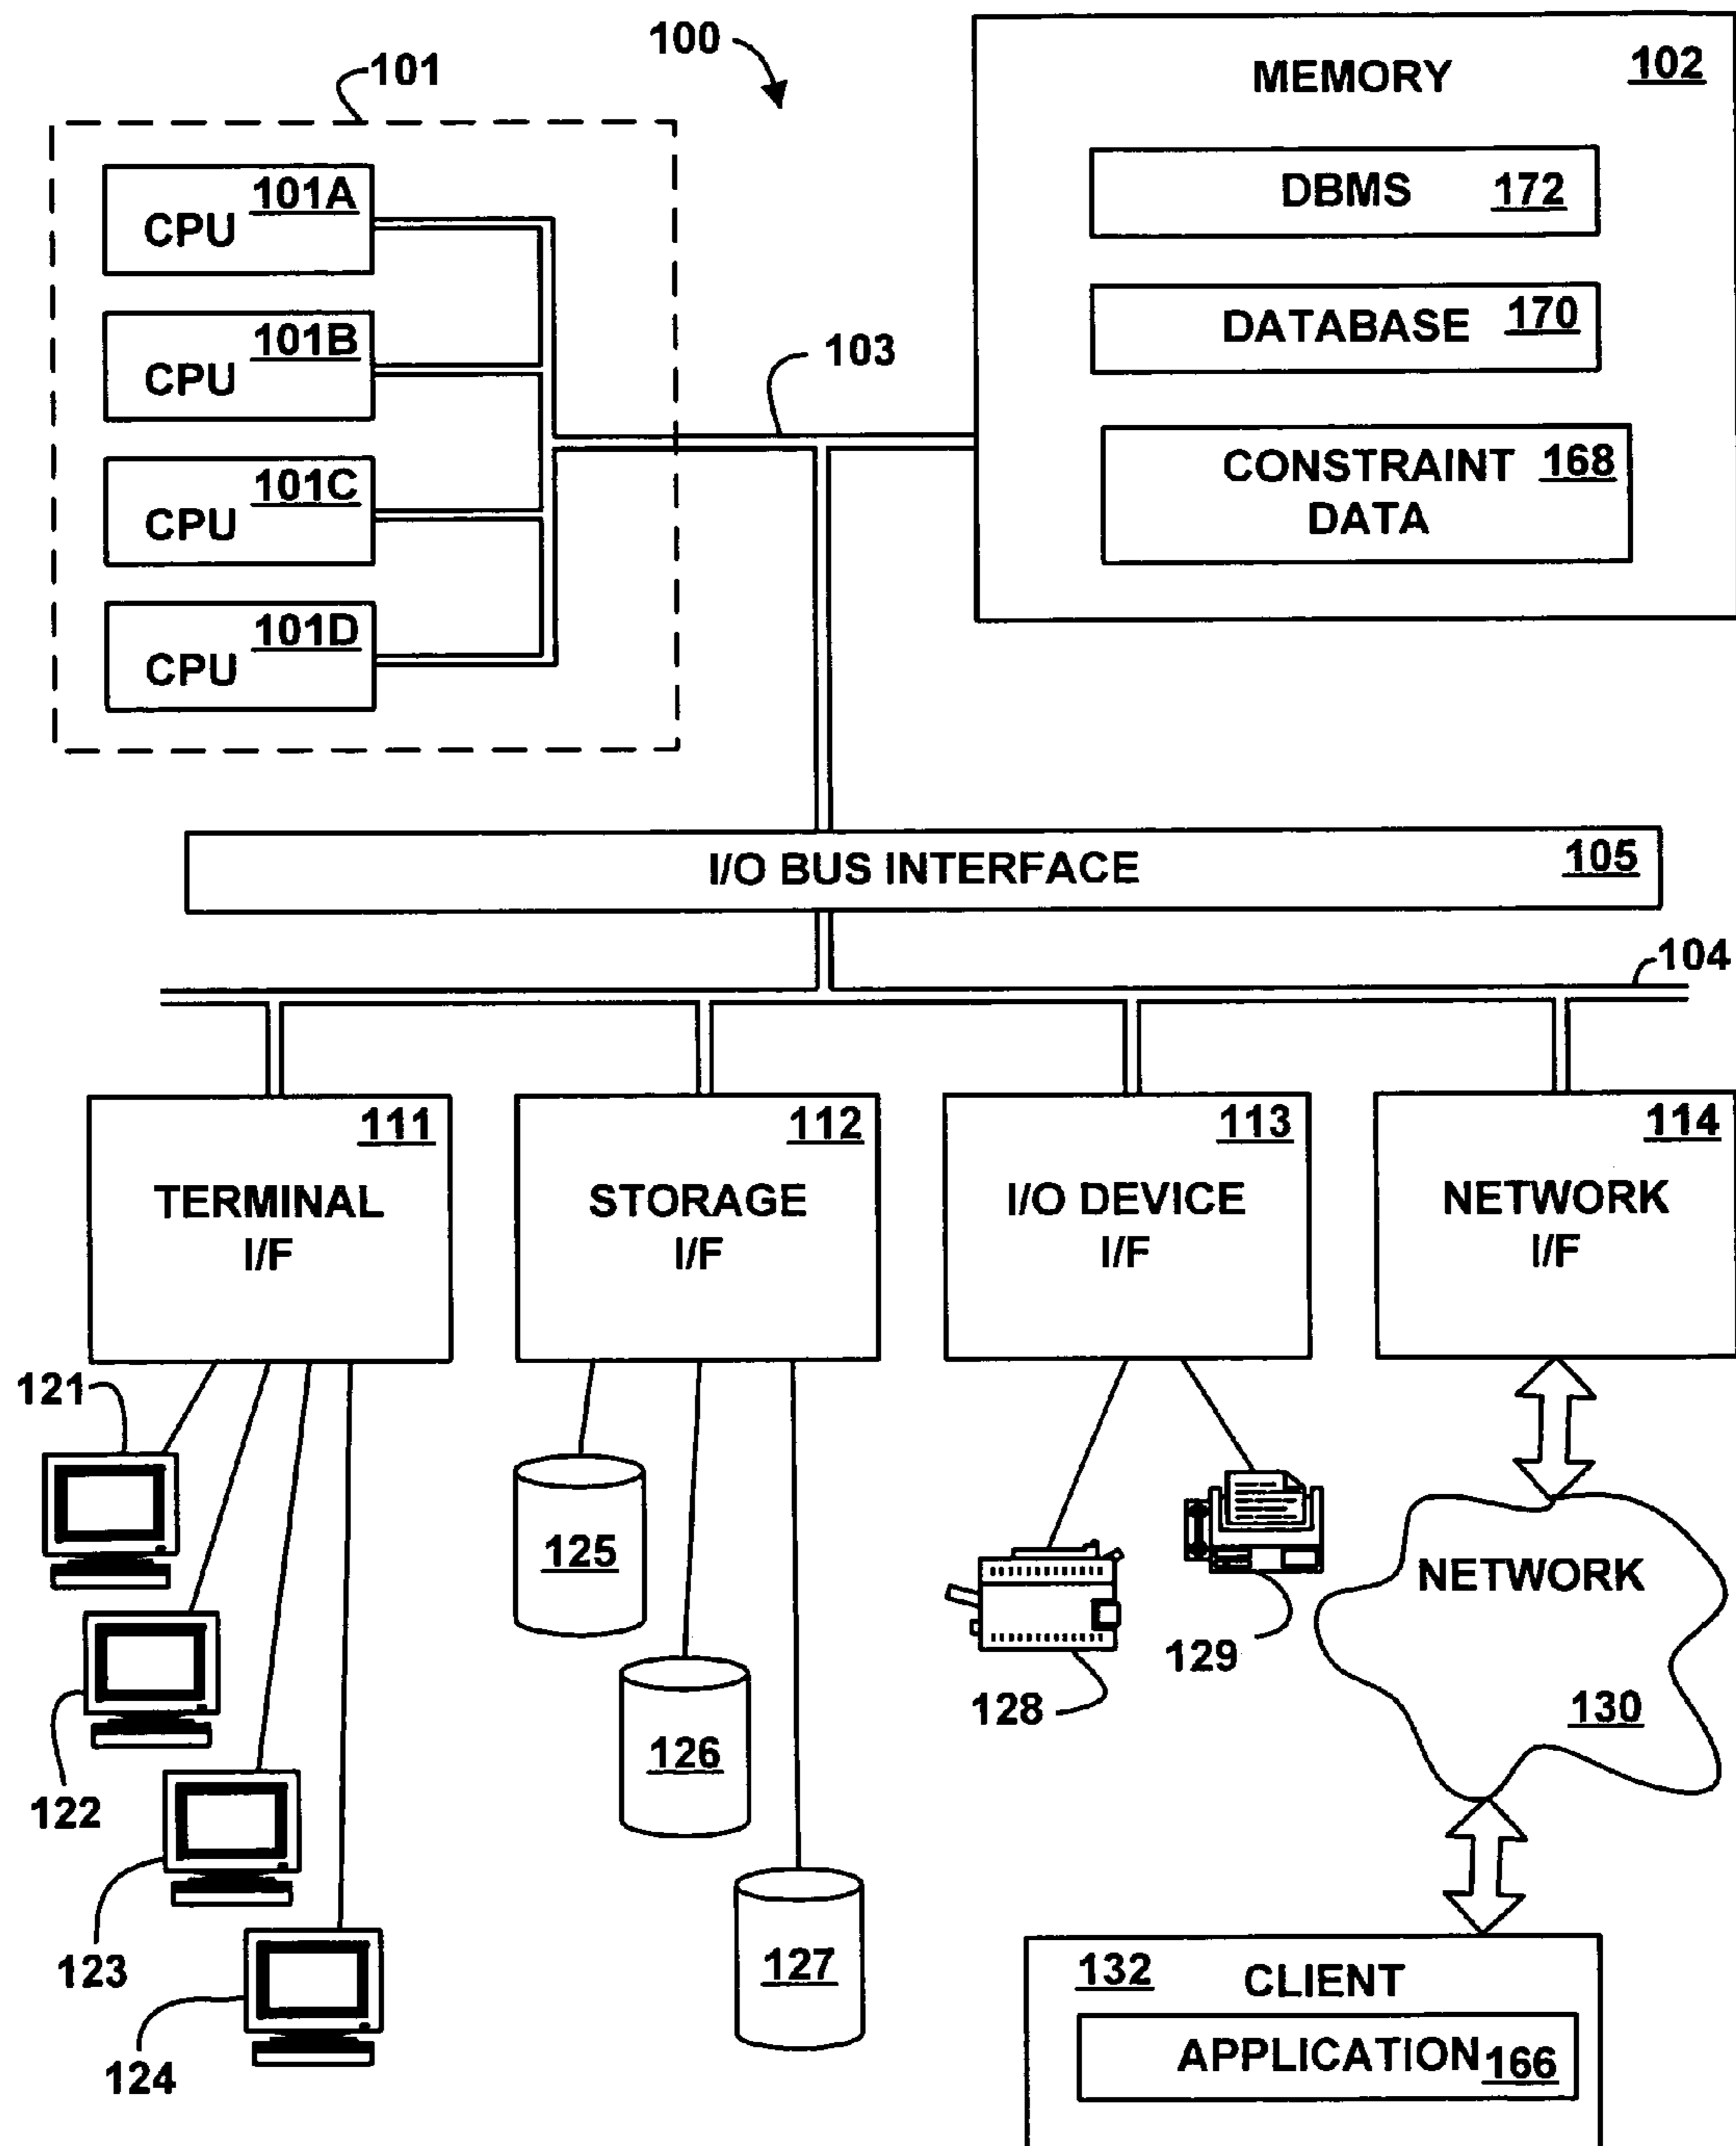 100
101
MEMORY 102
CPU 101A
DBMS 172
CPU 101B
DATABASE 170
103
CPU 101C
CONSTRAINT 168
DATA
CPU 101D
I/O BUS INTERFACE 105
104
111
TERMINAL
I/F
112
STORAGE
I/F
113
I/O DEVICE
I/F
114
NETWORK
I/F
121
122
123
124
125
126
127
128
129
NETWORK
130
132 CLIENT
APPLICATION 166